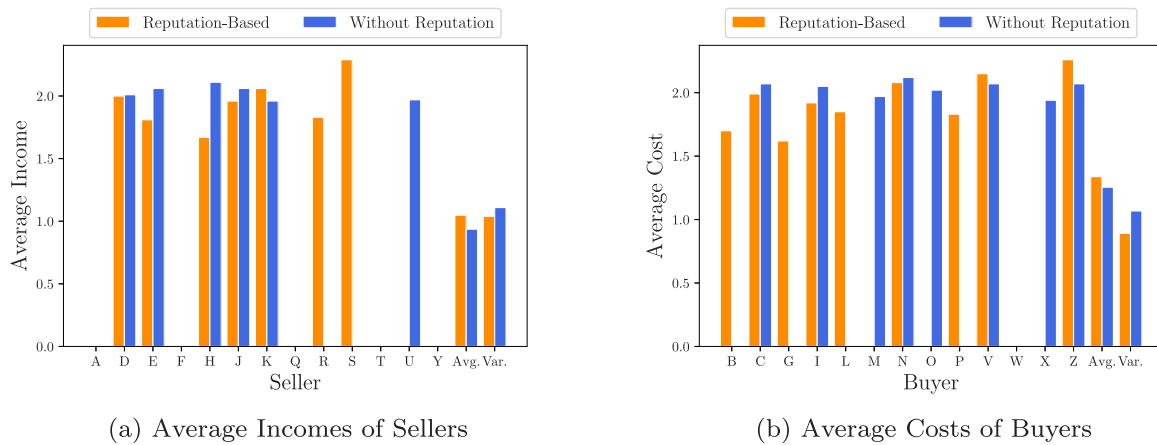 Reputation-Based Without Reputation
2.0
1.5
1.0
0.5
0.0
Average Income
A D E F H J K Q R S T U Y Avg. Var.
Seller
(a) Average Incomes of Sellers
Reputation-Based Without Reputation
2.0
1.5
1.0
0.5
0.0
Average Cost
B C G I L M N O P V W X Z Avg. Var.
Buyer
(b) Average Costs of Buyers